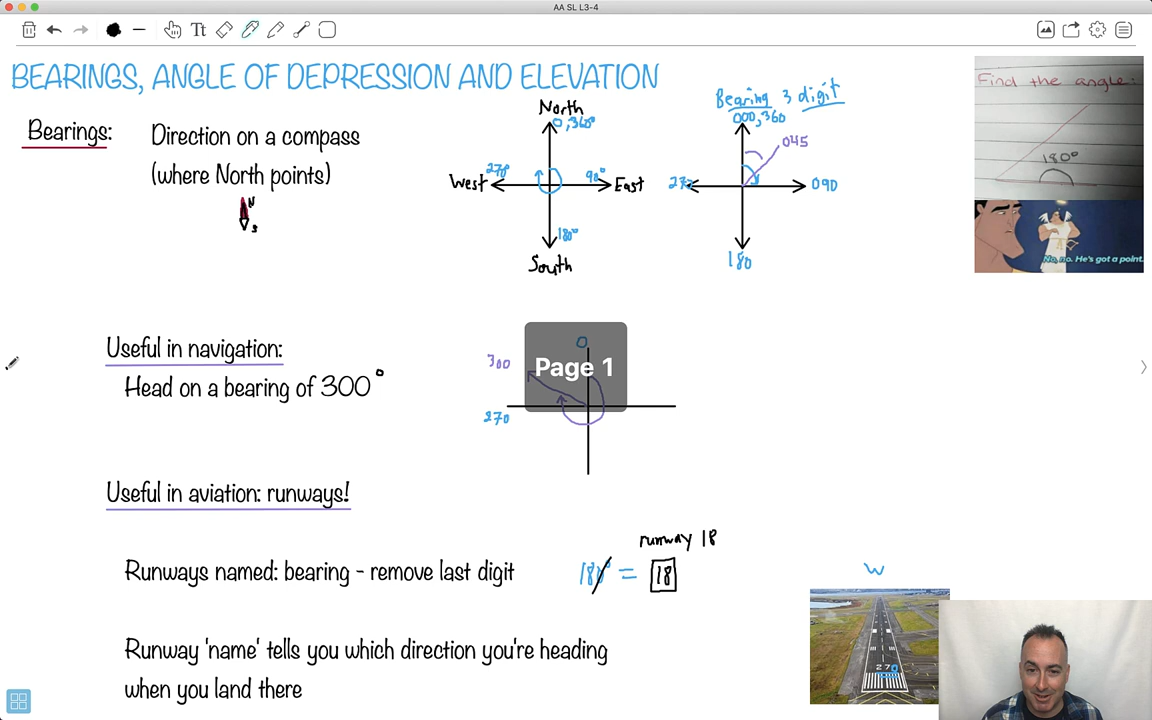 AA SL L3-4
Tt
BEARINGS, ANGLE OF DEPRESSION AND ELEVATION
Bearings:
Direction on a compass
(where North points)
N
S
North
0,360°
270°
West
90°
East
180°
South
Bearing 3 digit
000,360
045
270
090
180
Find the angle:
180°
No, no. He's got a point.
Useful in navigation:
Head on a bearing of 300°
0
300
270
Page 1
Useful in aviation: runways!
runway 18
Runways named: bearing - remove last digit
180° = 18
W
270
Runway 'name' tells you which direction you're heading
when you land there